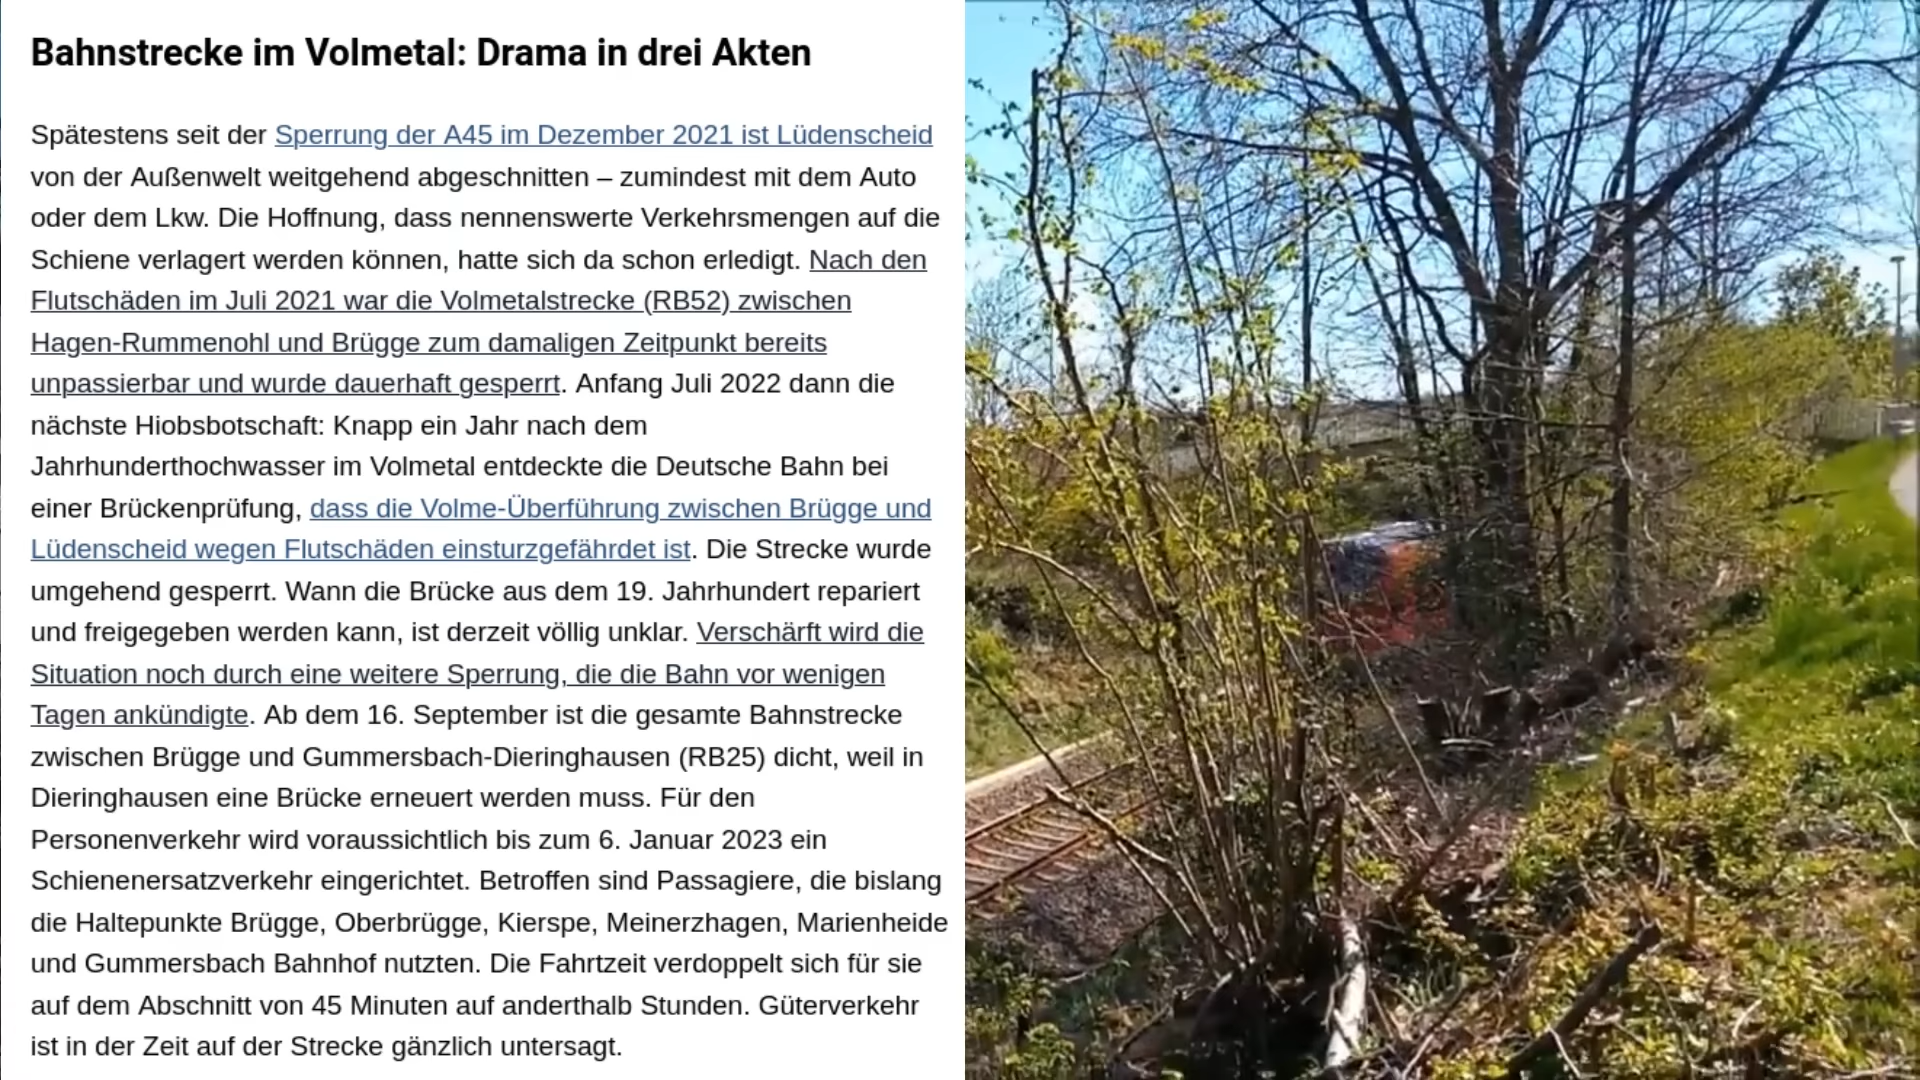 Bahnstrecke im Volmetal: Drama in drei Akten
Spätestens seit der Sperrung der A45 im Dezember 2021 ist Lüdenscheid
von der Außenwelt weitgehend abgeschnitten – zumindest mit dem Auto
oder dem Lkw. Die Hoffnung, dass nennenswerte Verkehrsmengen auf die
Schiene verlagert werden können, hatte sich da schon erledigt. Nach den
Flutschäden im Juli 2021 war die Volmetalstrecke (RB52) zwischen
Hagen-Rummenohl und Brügge zum damaligen Zeitpunkt bereits
unpassierbar und wurde dauerhaft gesperrt. Anfang Juli 2022 dann die
nächste Hiobsbotschaft: Knapp ein Jahr nach dem
Jahrhunderthochwasser im Volmetal entdeckte die Deutsche Bahn bei
einer Brückenprüfung, dass die Volme-Überführung zwischen Brügge und
Lüdenscheid wegen Flutschäden einsturzgefährdet ist. Die Strecke wurde
umgehend gesperrt. Wann die Brücke aus dem 19. Jahrhundert repariert
und freigegeben werden kann, ist derzeit völlig unklar. Verschärft wird die
Situation noch durch eine weitere Sperrung, die die Bahn vor wenigen
Tagen ankündigte. Ab dem 16. September ist die gesamte Bahnstrecke
zwischen Brügge und Gummersbach-Dieringhausen (RB25) dicht, weil in
Dieringhausen eine Brücke erneuert werden muss. Für den
Personenverkehr wird voraussichtlich bis zum 6. Januar 2023 ein
Schienenersatzverkehr eingerichtet. Betroffen sind Passagiere, die bislang
die Haltepunkte Brügge, Oberbrügge, Kierspe, Meinerzhagen, Marienheide
und Gummersbach Bahnhof nutzten. Die Fahrtzeit verdoppelt sich für sie
auf dem Abschnitt von 45 Minuten auf anderthalb Stunden. Güterverkehr
ist in der Zeit auf der Strecke gänzlich untersagt.